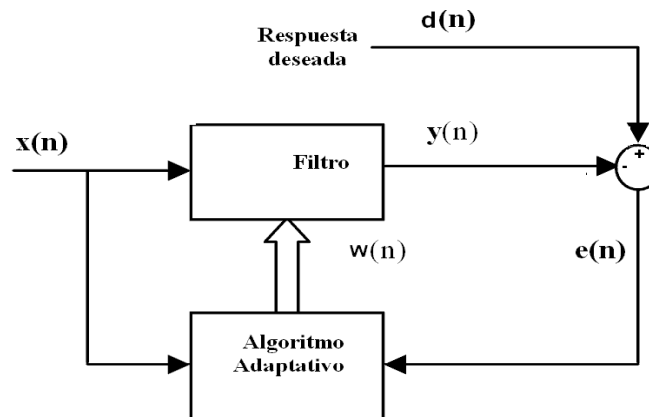 d(n)
Respuesta
deseada
x(n)
y(n)
+
Filtro
-
w(n)
e(n)
Algoritmo
Adaptativo